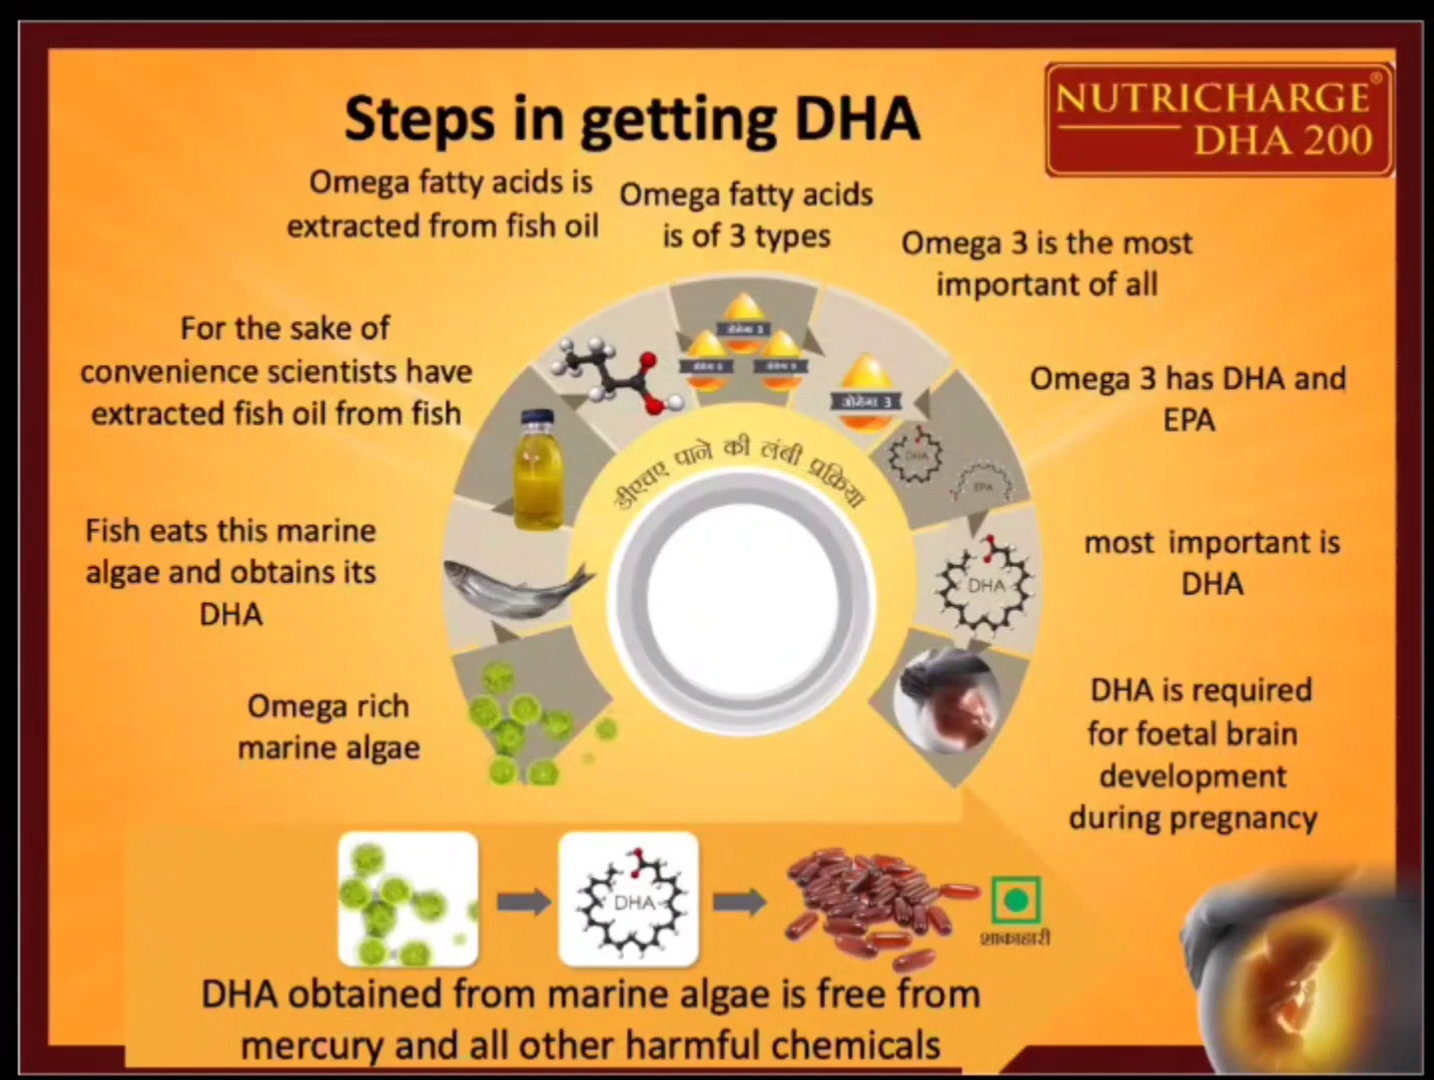 Steps in getting DHA
NUTRICHARGE®
DHA 200
Omega fatty acids is
extracted from fish oil
Omega fatty acids
is of 3 types
Omega 3 is the most
important of all
For the sake of
convenience scientists have
extracted fish oil from fish
Omega 3 has DHA and
EPA
Fish eats this marine
algae and obtains its
DHA
most important is
DHA
Omega rich
marine algae
DHA is required
for foetal brain
development
during pregnancy
डीएचए पाने की लंबी प्रक्रिया
ओमेगा 3
DHA
EPA
DHA
DHA
शाकाहारी
DHA obtained from marine algae is free from
mercury and all other harmful chemicals